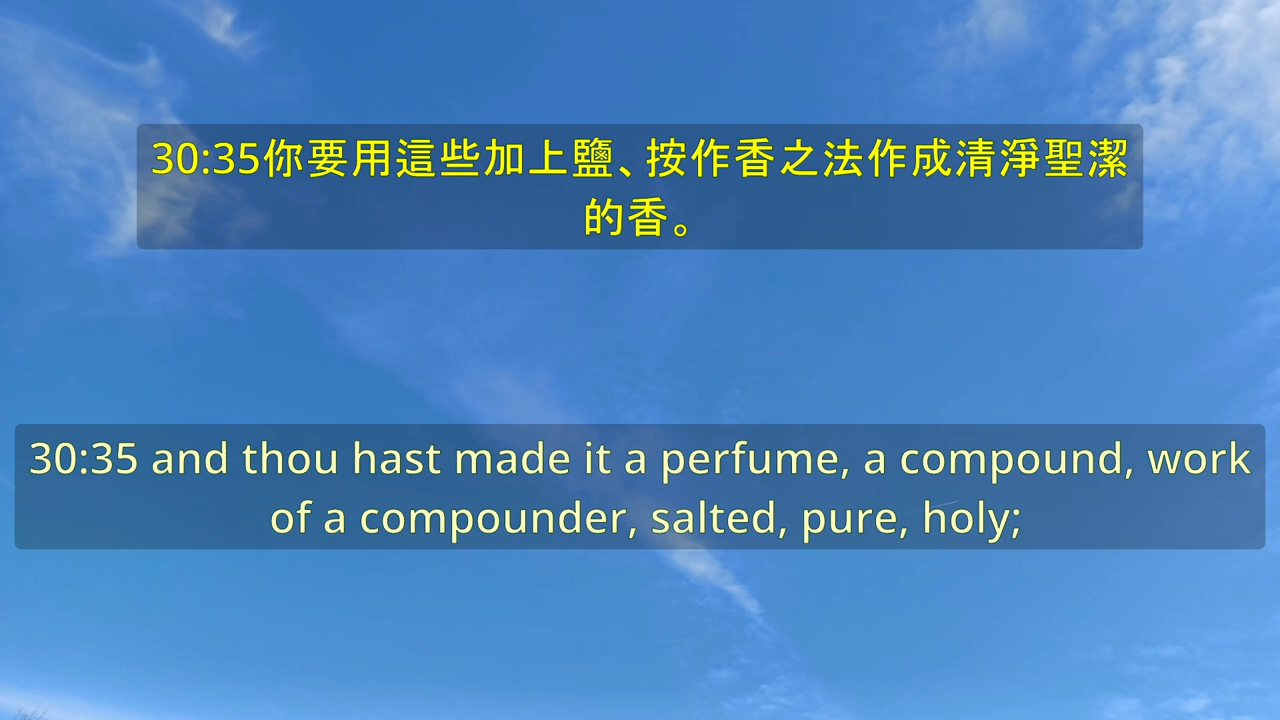 30:35你要用這些加上鹽、按作香之法作成清淨聖潔
的香。
30:35 and thou hast made it a perfume, a compound, work
of a compounder, salted, pure, holy;